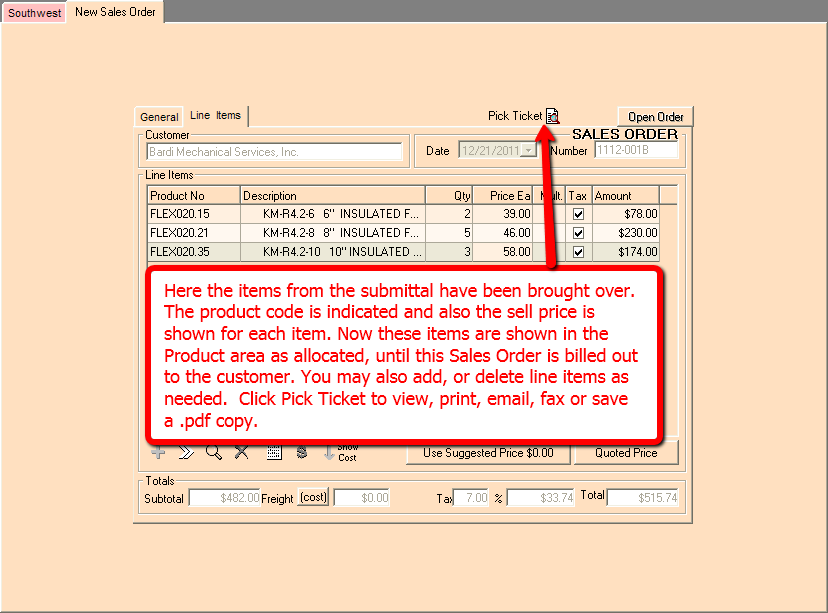 Southwest New Sales Order
General Line Items Pick Ticket Open Order
Customer SALES ORDER
Bardi Mechanical Services, Inc. Date 12/21/2011 Number 1112-001B
Line Items
Product No Description Qty Price Ea Mult. Tax Amount
FLEX020.15 KM-R4.2-6 6" INSULATED F... 2 39.00 $78.00
FLEX020.21 KM-R4.2-8 8" INSULATED F... 5 46.00 $230.00
FLEX020.35 KM-R4.2-10 10" INSULATED ... 3 58.00 $174.00
Here the items from the submittal have been brought over.
The product code is indicated and also the sell price is
shown for each item. Now these items are shown in the
Product area as allocated, until this Sales Order is billed out
to the customer. You may also add, or delete line items as
needed. Click Pick Ticket to view, print, email, fax or save
a .pdf copy.
Show
Cost Use Suggested Price $0.00 Quoted Price
Totals
Subtotal $482.00 Freight (cost) $0.00 Tax 7.00 % $33.74 Total $515.74